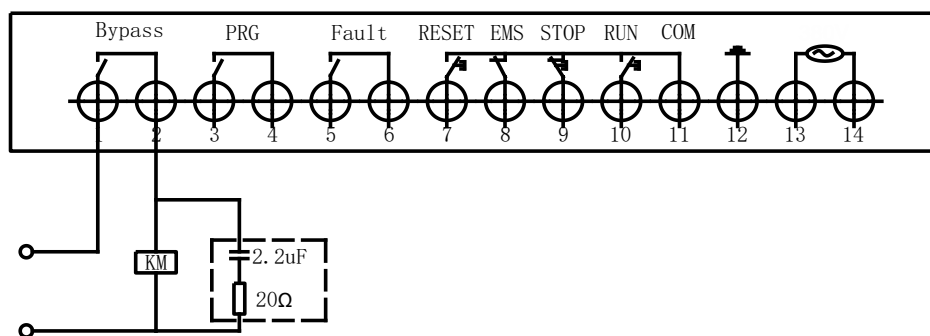 Bypass PRG Fault RESET EMS STOP RUN COM
1 2 3 4 5 6 7 8 9 10 11 12 13 14
KM 2.2uF
20Ω